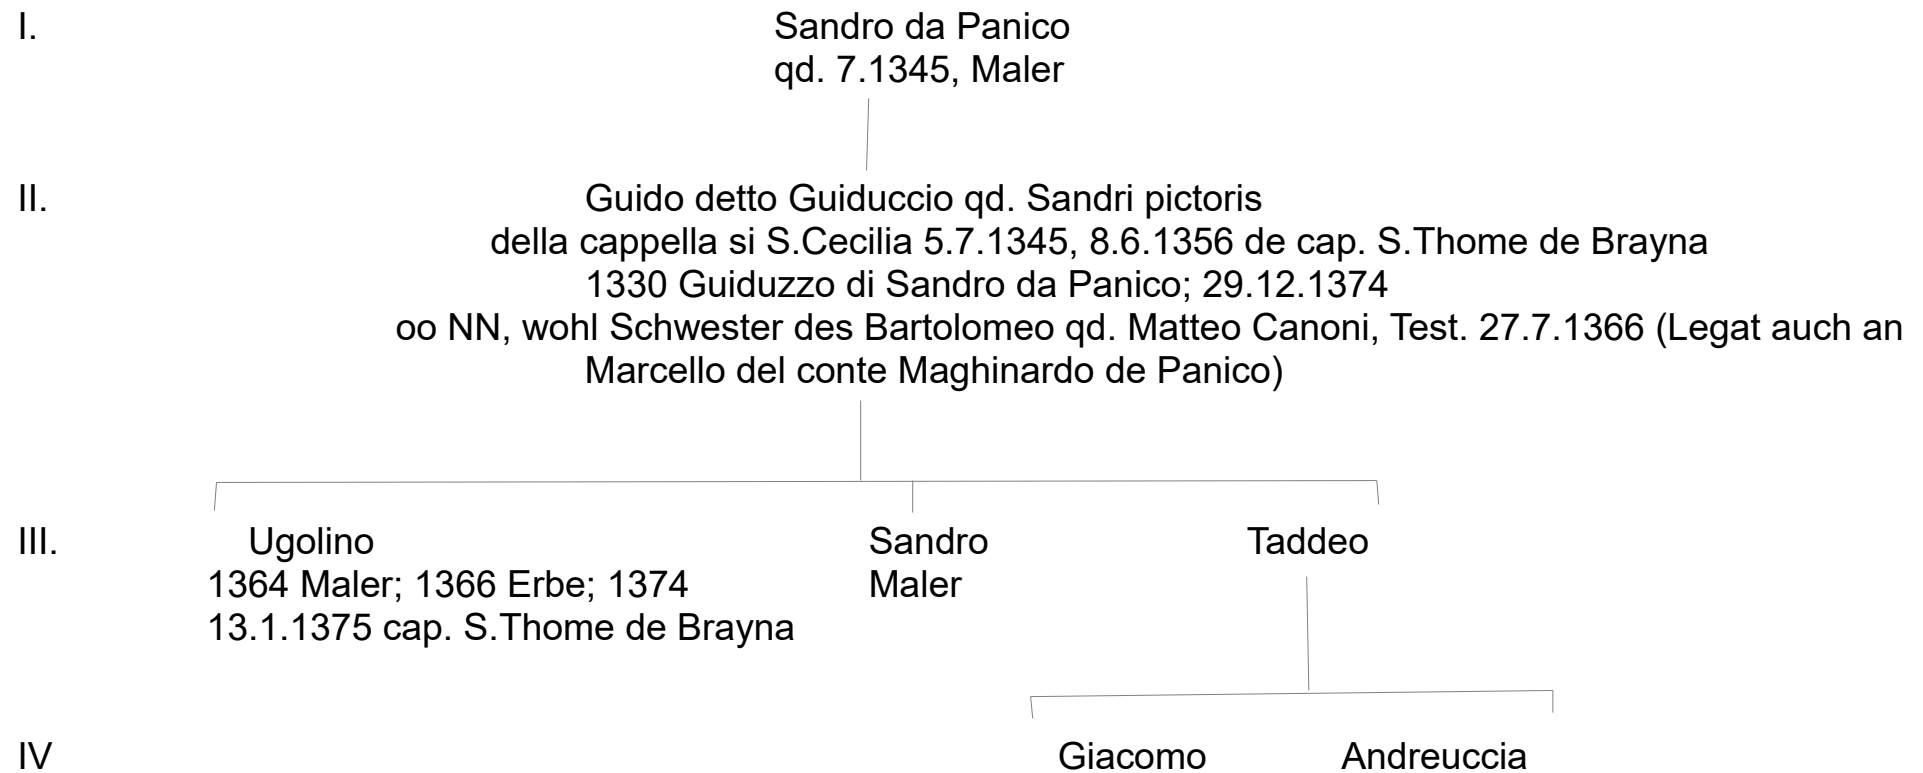 I. Sandro da Panico
qd. 7.1345, Maler
II. Guido detto Guiduccio qd. Sandri pictoris
della cappella si S.Cecilia 5.7.1345, 8.6.1356 de cap. S.Thome de Brayna
1330 Guiduzzo di Sandro da Panico; 29.12.1374
oo NN, wohl Schwester des Bartolomeo qd. Matteo Canoni, Test. 27.7.1366 (Legat auch an
Marcello del conte Maghinardo de Panico)
III. Ugolino Sandro Taddeo
1364 Maler; 1366 Erbe; 1374 Maler
13.1.1375 cap. S.Thome de Brayna
IV Giacomo Andreuccia